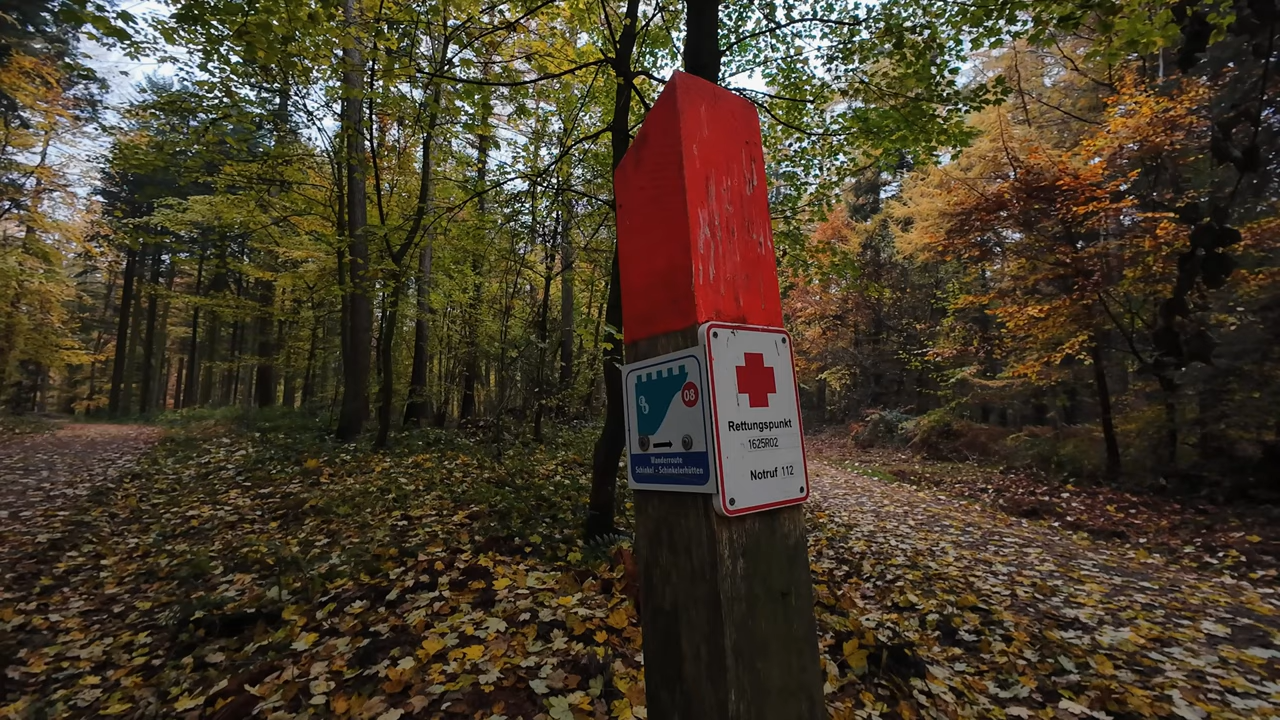 08
Wanderroute
Schinkel - Schinkelerhütten
Rettungspunkt
1625R02
Notruf 112